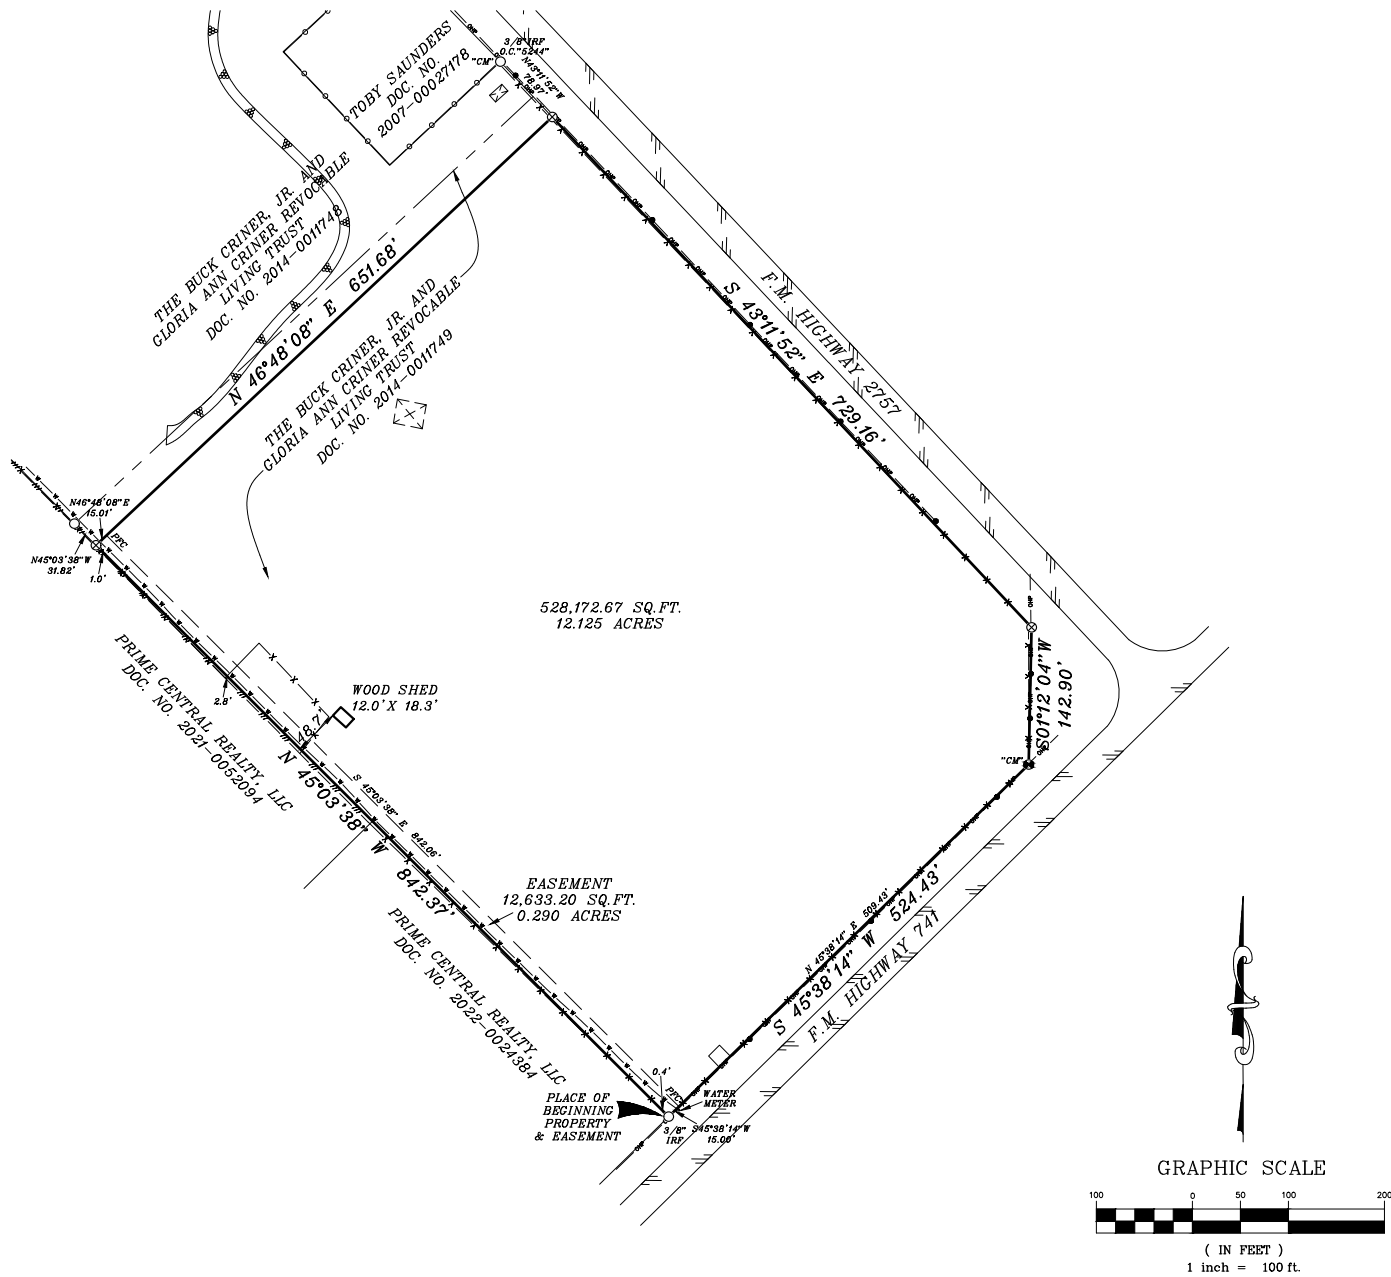 3/8" IRF
O.C."5244"
"CM"
N43°11'52"W
78.97'
TOBY SAUNDERS
DOC. NO.
2007-00027178
THE BUCK CRINER, JR. AND
GLORIA ANN CRINER REVOCABLE
LIVING TRUST
DOC. NO. 2014-0011748
N 46°48'08" E 651.68'
THE BUCK CRINER, JR. AND
GLORIA ANN CRINER REVOCABLE
LIVING TRUST
DOC. NO. 2014-0011749
S 43°11'52" E 729.16'
F.M. HIGHWAY 2757
N46°48'08"E
15.01'
PFC
N45°03'38"W
31.82'
1.0'
528,172.67 SQ.FT.
12.125 ACRES
S01°12'04"W
142.90'
"CM"
PRIME CENTRAL REALTY, LLC
DOC. NO. 2021-0052094
2.8'
WOOD SHED
12.0'X 18.3'
48.7'
N 45°03'38" W 842.37'
S 45°03'38" E 842.06'
EASEMENT
12,633.20 SQ.FT.
0.290 ACRES
N 45°38'14" E 509.43'
S 45°38'14" W 524.43'
F.M. HIGHWAY 741
PRIME CENTRAL REALTY, LLC
DOC. NO. 2022-0024384
0.4'
PFC
WATER
METER
PLACE OF
BEGINNING
PROPERTY
& EASEMENT
3/8"
IRF
S45°38'14"W
15.00'
OHP
GRAPHIC SCALE
100 0 50 100 200
( IN FEET )
1 inch = 100 ft.